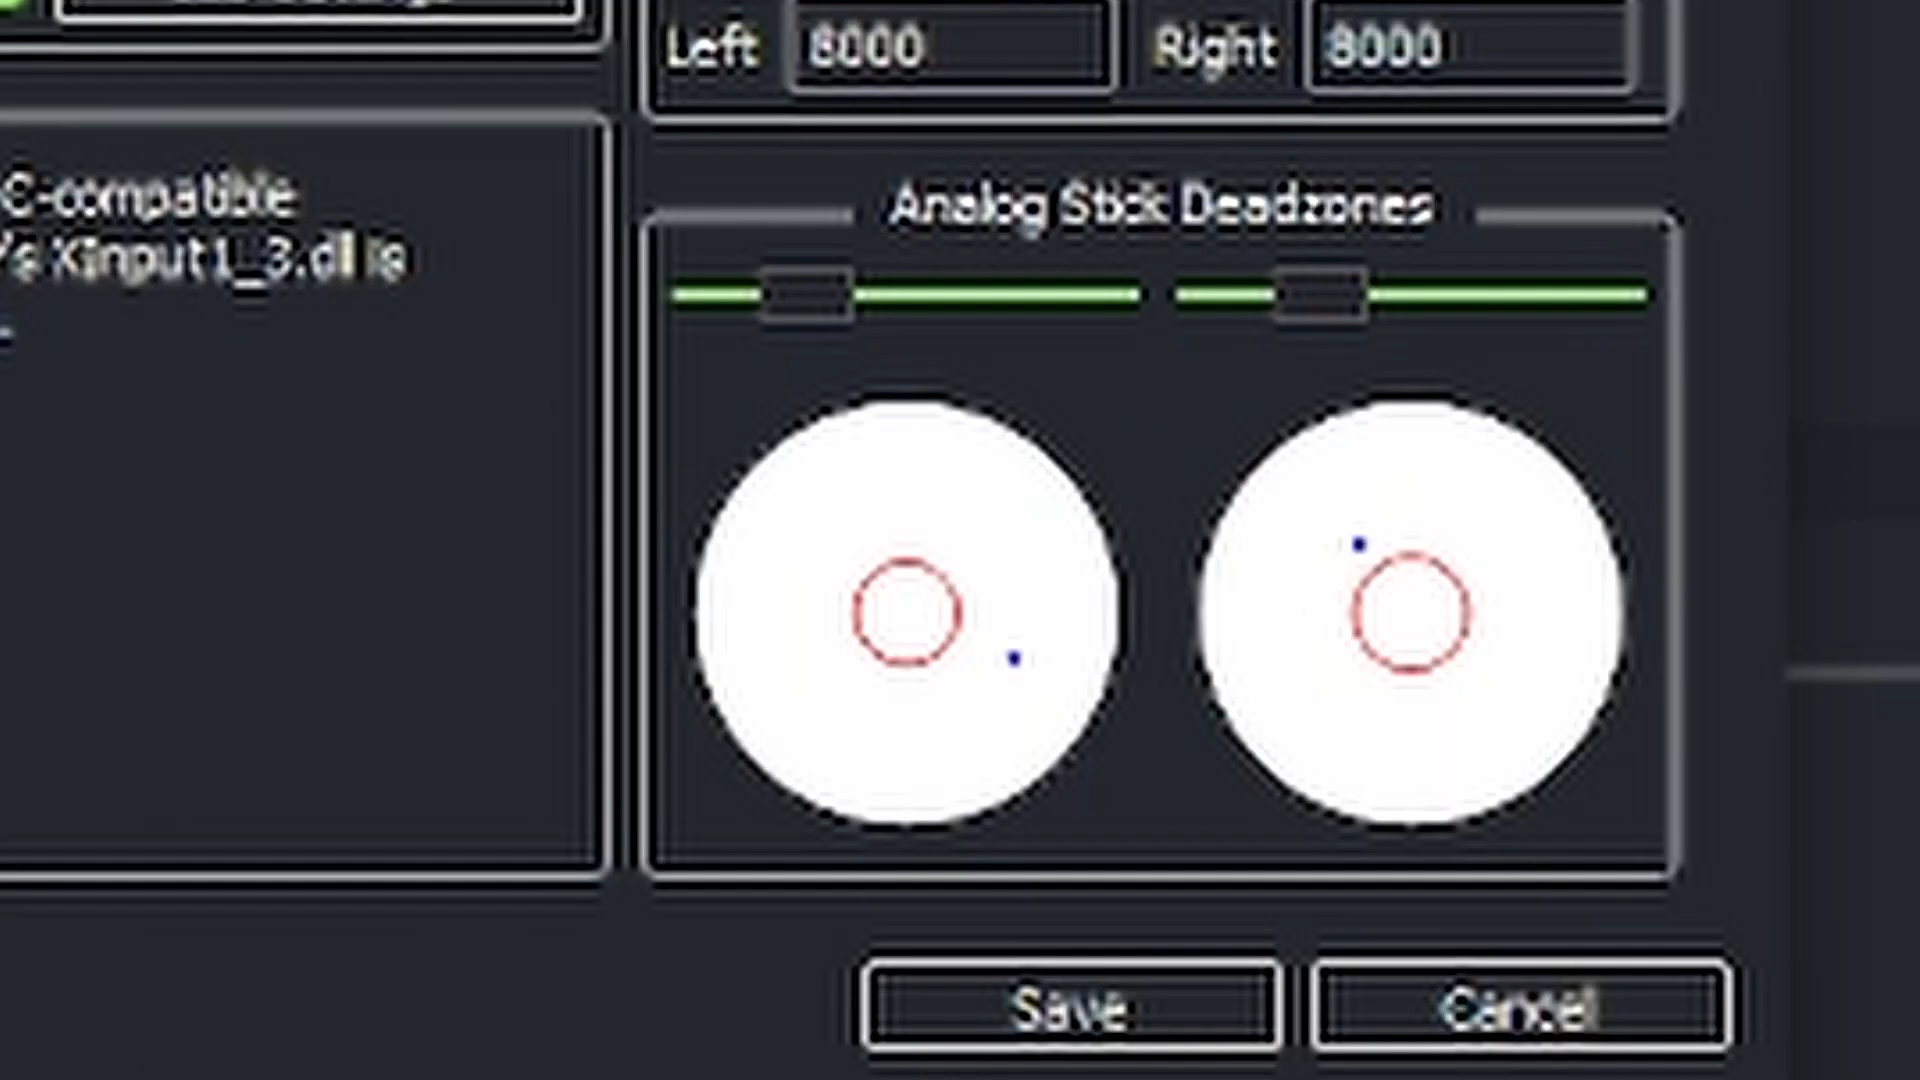 Left 8000 Right 8000
C-compatible
's XInput1_3.dll is
Analog Stick Deadzones
Save Cancel